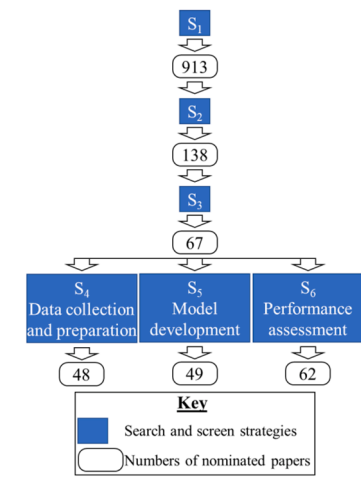 S₁
913
S₂
138
S₃
67
S₄
Data collection
and preparation
S₅
Model
development
S₆
Performance
assessment
48
49
62
Key
Search and screen strategies
Numbers of nominated papers